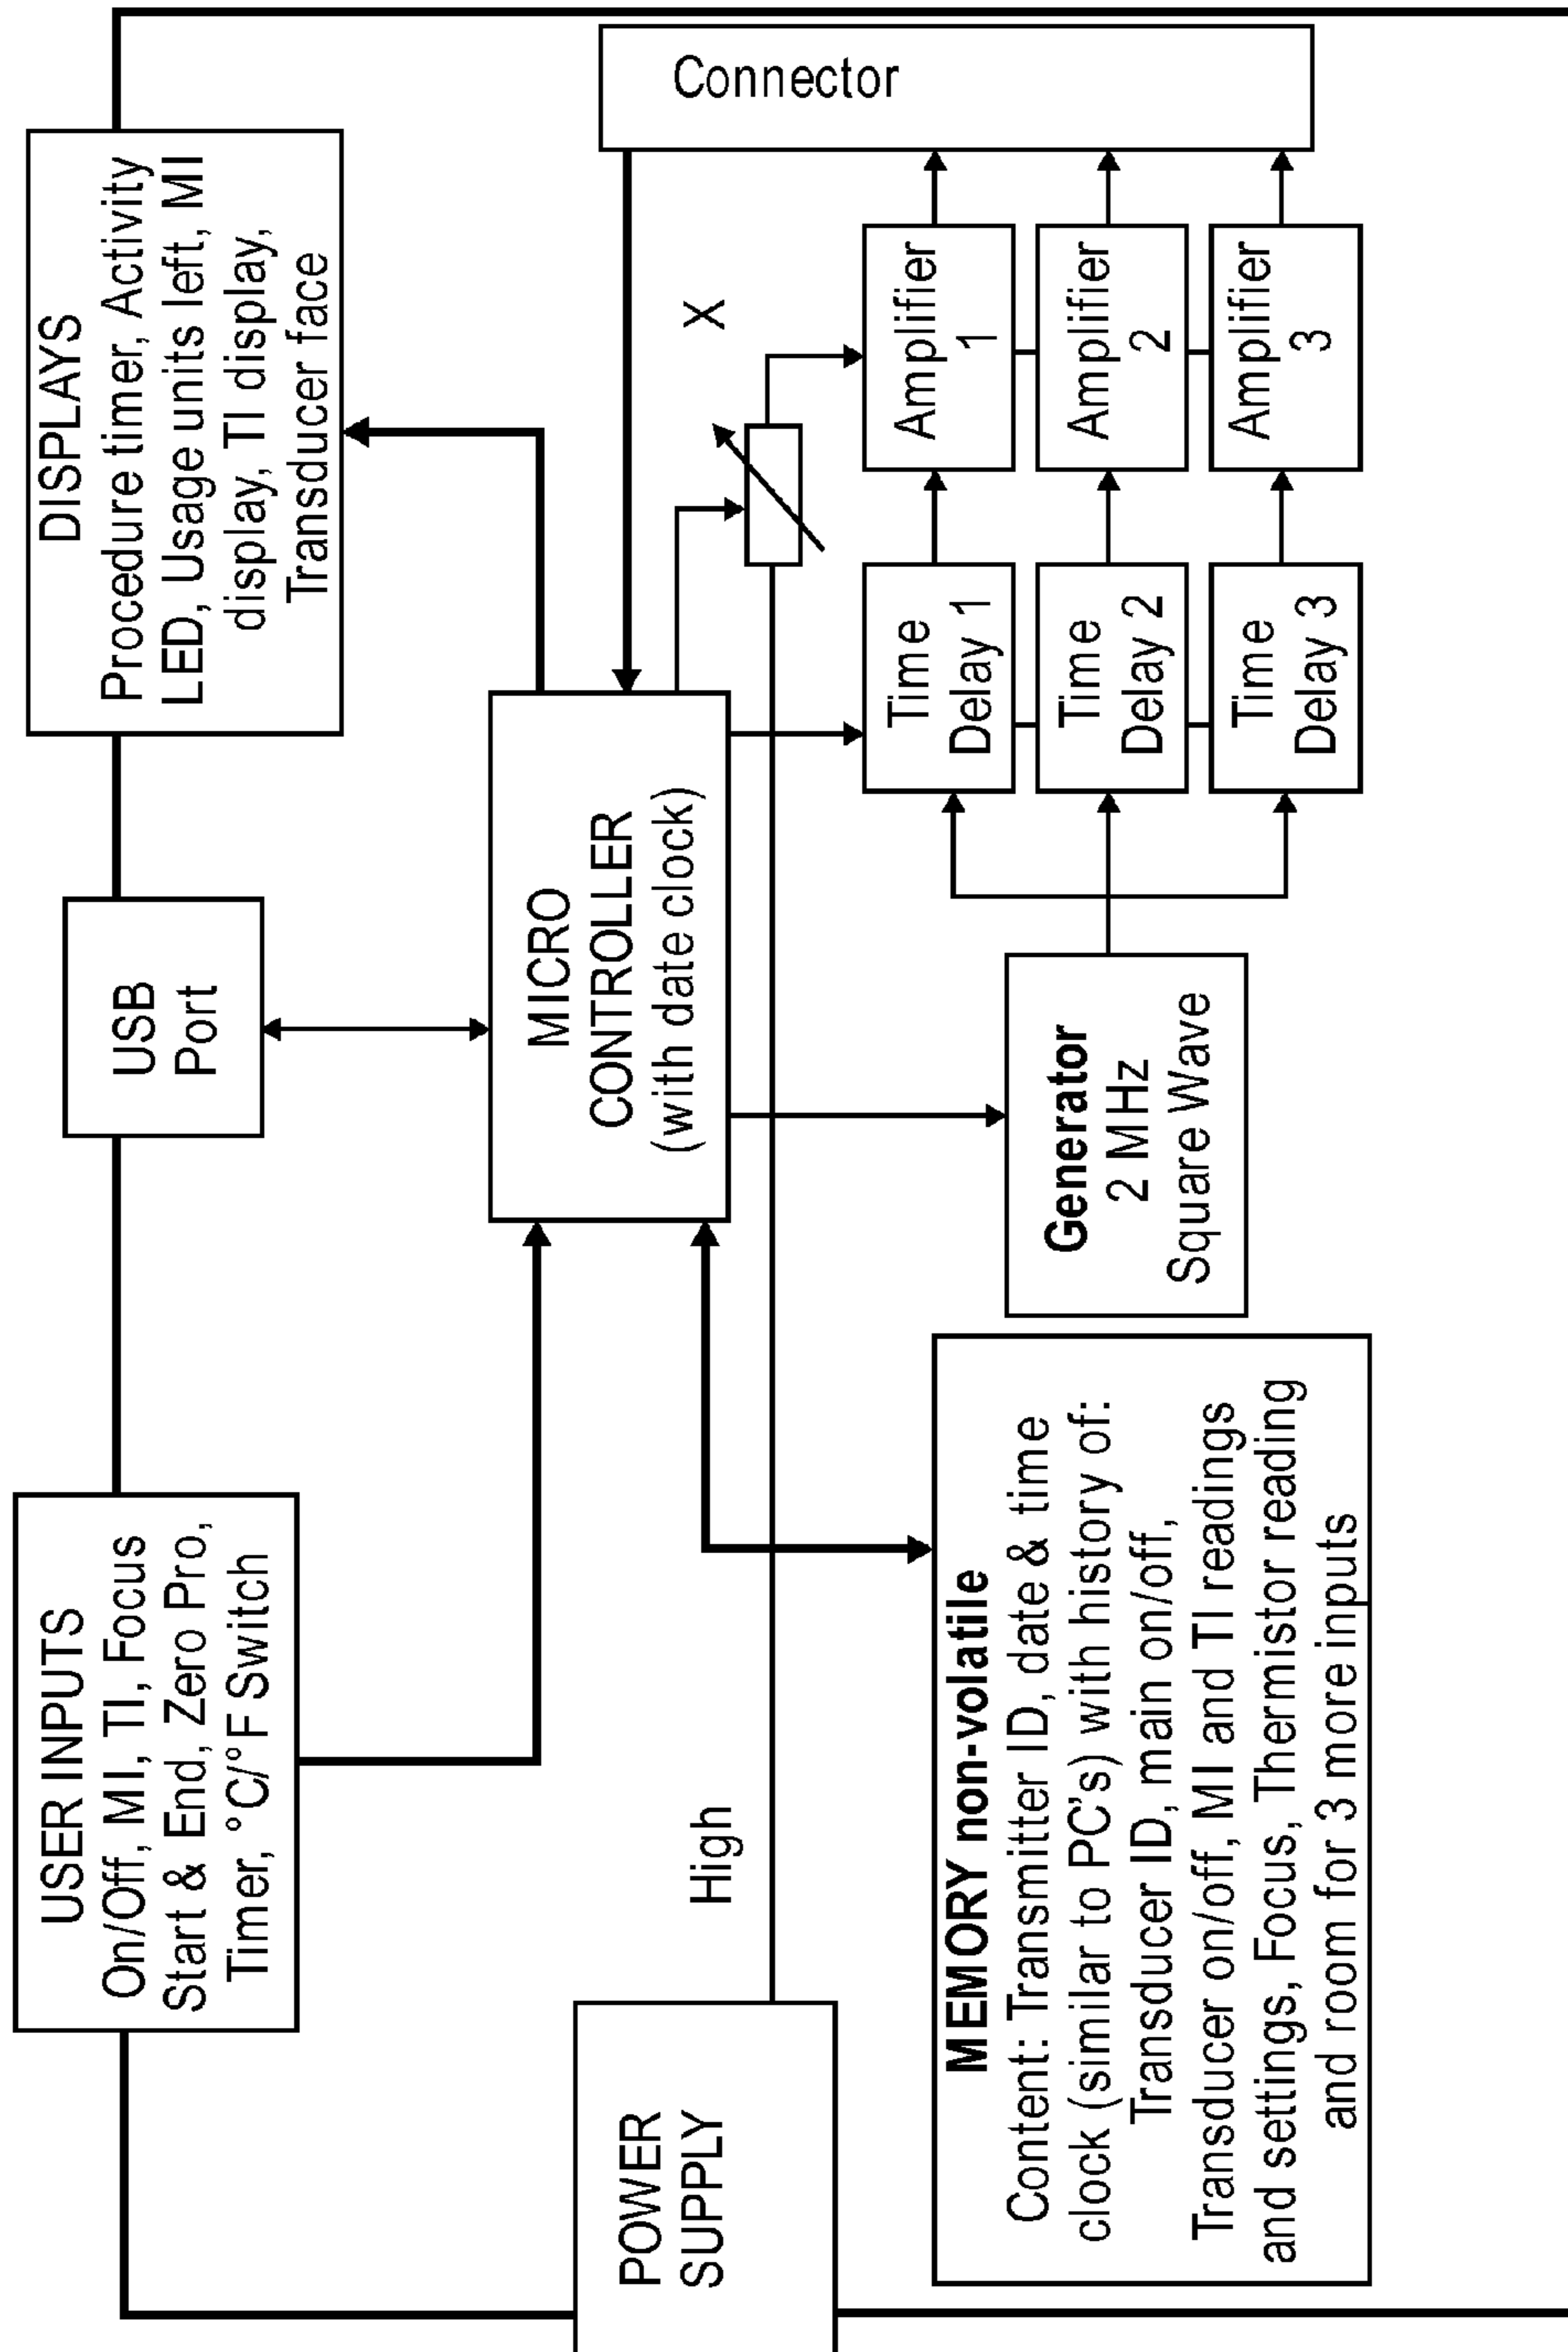 USER INPUTS
On/Off, MI, TI, Focus
Start & End, Zero Pro,
Timer, °C/°F Switch
USB
Port
DISPLAYS
Procedure timer, Activity
LED, Usage units left, MI
display, TI display,
Transducer face
POWER
SUPPLY
High
MICRO
CONTROLLER
(with date clock)
X
Connector
MEMORY non-volatile
Content: Transmitter ID, date & time
clock (similar to PC's) with history of:
Transducer ID, main on/off,
Transducer on/off, MI and TI readings
and settings, Focus, Thermistor reading
and room for 3 more inputs
Generator
2 MHz
Square Wave
Time
Delay 1
Time
Delay 2
Time
Delay 3
Amplifier
1
Amplifier
2
Amplifier
3